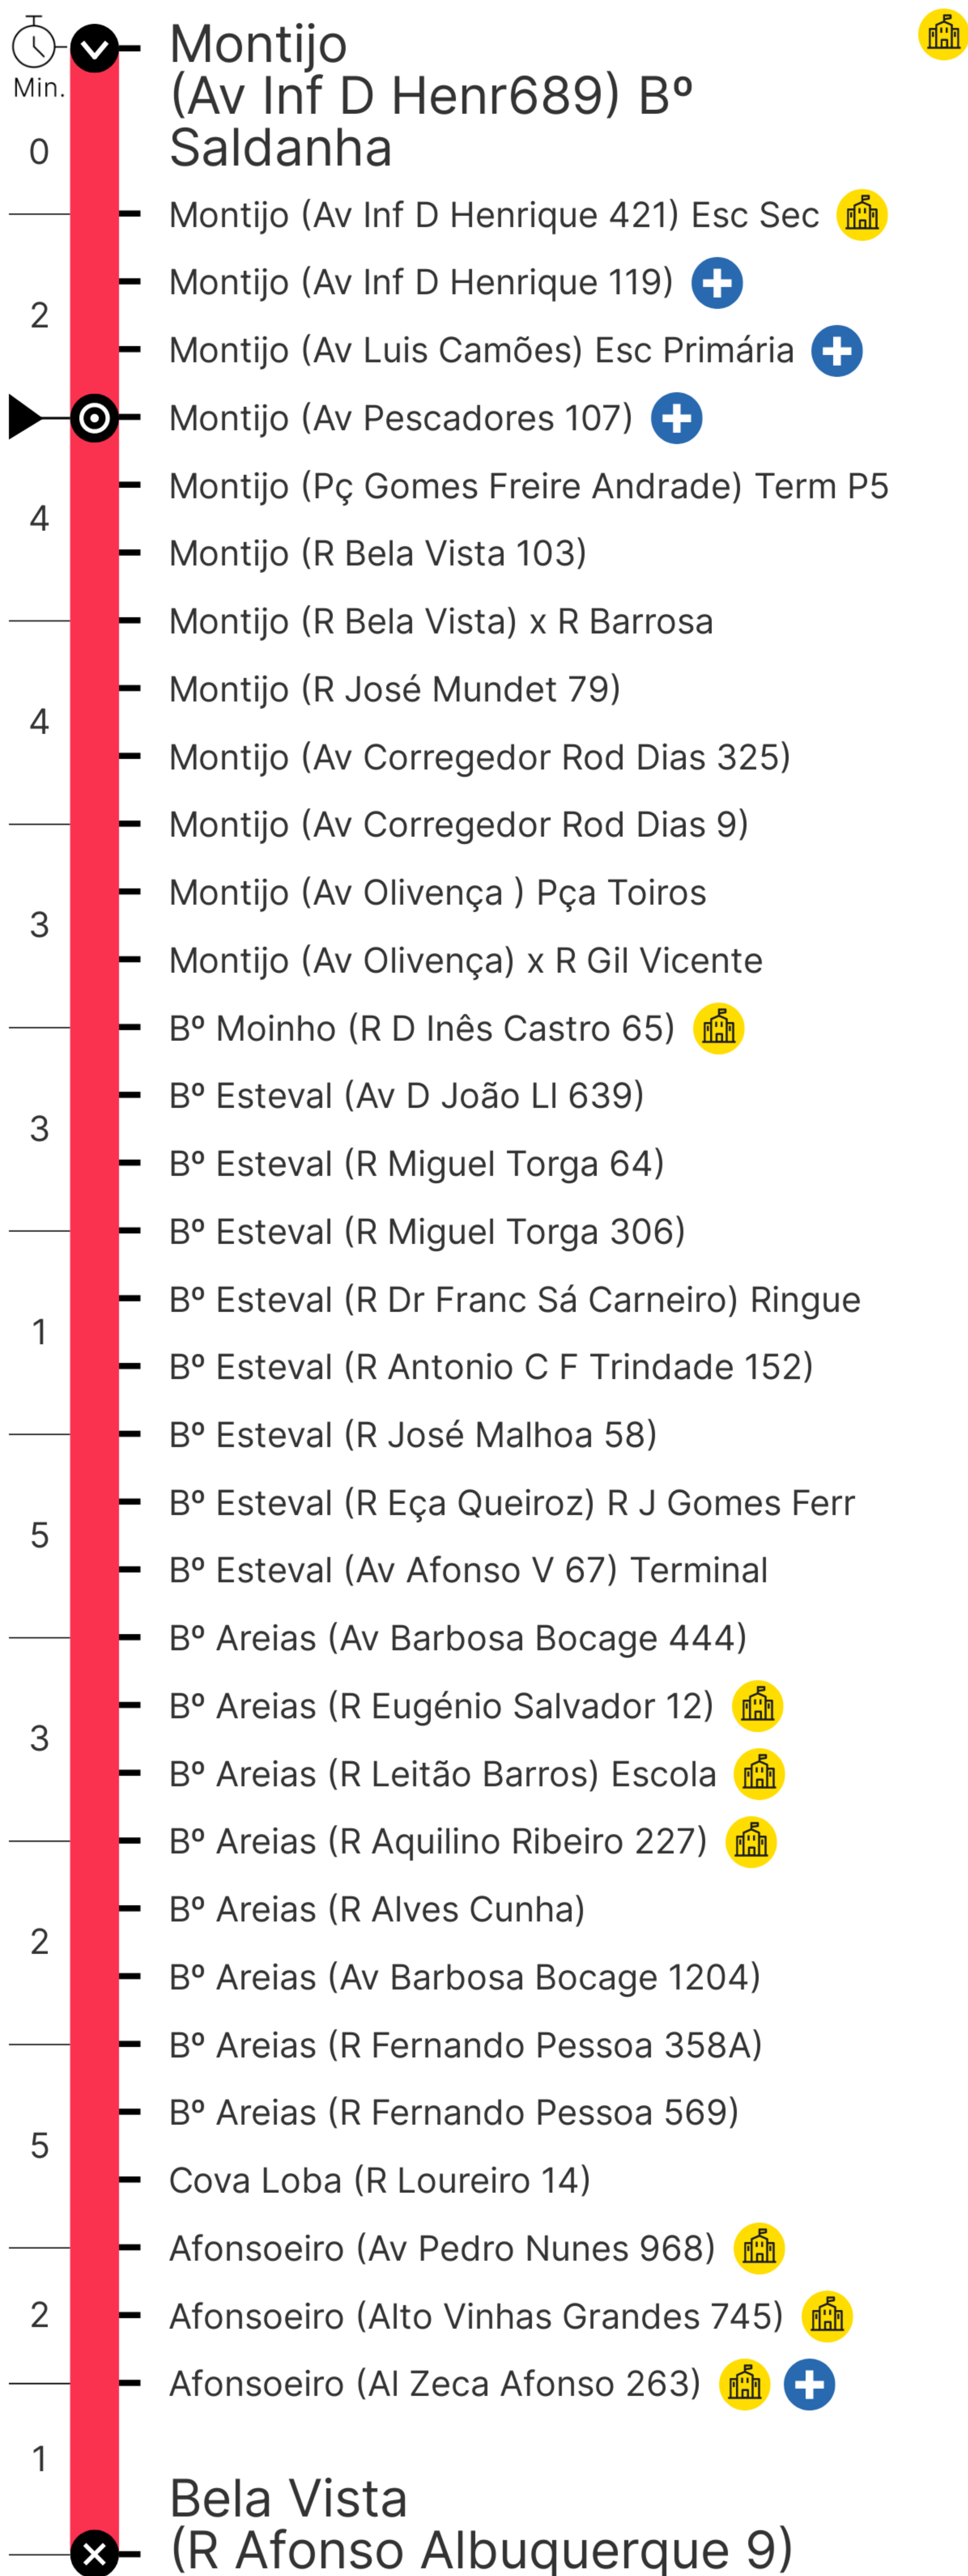 Montijo
Min.
(Av Inf D Henr689) Bº
0
Saldanha
Montijo (Av Inf D Henrique 421) Esc Sec
Montijo (Av Inf D Henrique 119)
2
Montijo (Av Luis Camões) Esc Primária
Montijo (Av Pescadores 107)
Montijo (Pç Gomes Freire Andrade) Term P5
4
Montijo (R Bela Vista 103)
Montijo (R Bela Vista) x R Barrosa
Montijo (R José Mundet 79)
4
Montijo (Av Corregedor Rod Dias 325)
Montijo (Av Corregedor Rod Dias 9)
Montijo (Av Olivença ) Pça Toiros
3
Montijo (Av Olivença) x R Gil Vicente
Bº Moinho (R D Inês Castro 65)
Bº Esteval (Av D João Ll 639)
3
Bº Esteval (R Miguel Torga 64)
Bº Esteval (R Miguel Torga 306)
Bº Esteval (R Dr Franc Sá Carneiro) Ringue
1
Bº Esteval (R Antonio C F Trindade 152)
Bº Esteval (R José Malhoa 58)
Bº Esteval (R Eça Queiroz) R J Gomes Ferr
5
Bº Esteval (Av Afonso V 67) Terminal
Bº Areias (Av Barbosa Bocage 444)
Bº Areias (R Eugénio Salvador 12)
3
Bº Areias (R Leitão Barros) Escola
Bº Areias (R Aquilino Ribeiro 227)
Bº Areias (R Alves Cunha)
2
Bº Areias (Av Barbosa Bocage 1204)
Bº Areias (R Fernando Pessoa 358A)
Bº Areias (R Fernando Pessoa 569)
5
Cova Loba (R Loureiro 14)
Afonsoeiro (Av Pedro Nunes 968)
2
Afonsoeiro (Alto Vinhas Grandes 745)
Afonsoeiro (Al Zeca Afonso 263)
1
Bela Vista
(R Afonso Albuquerque 9)